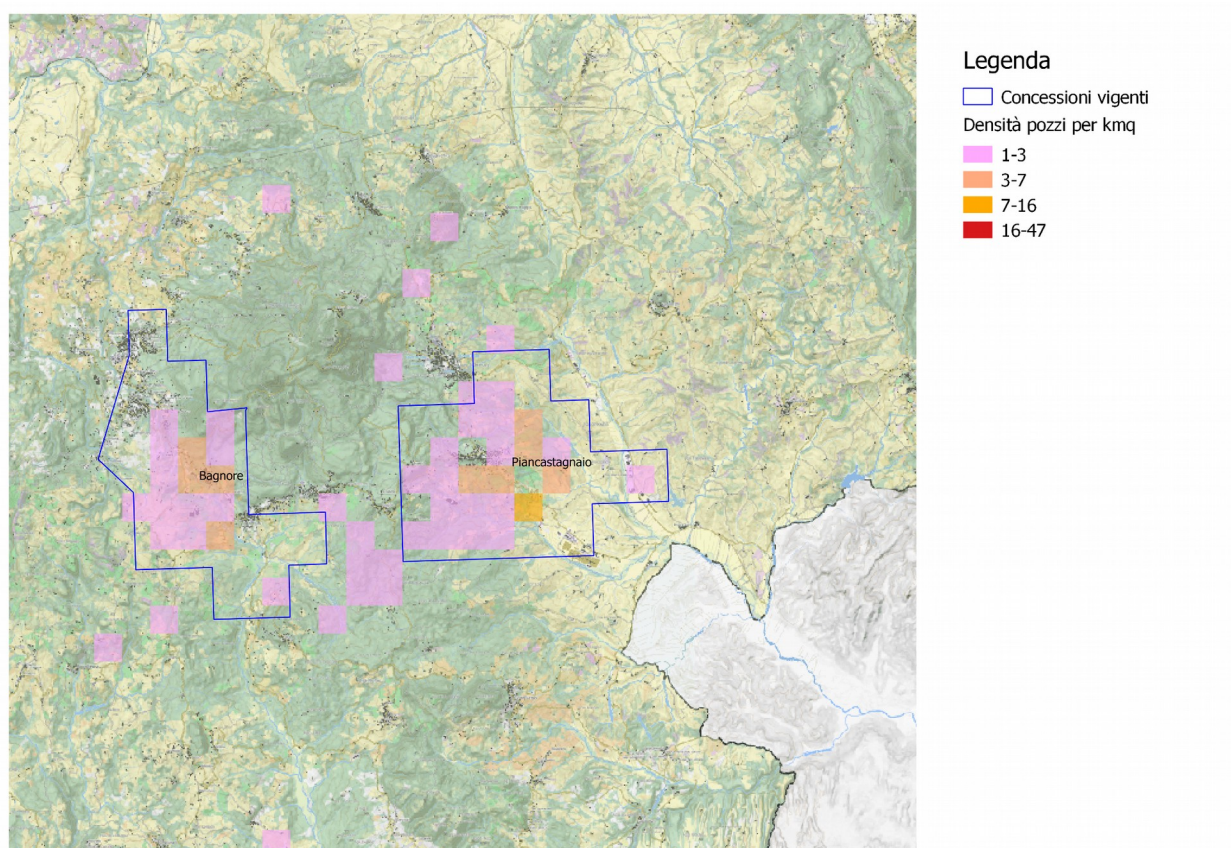 Legenda
Concessioni vigenti
Densità pozzi per kmq
1-3
3-7
7-16
16-47
Bagnore
Piancastagnaio